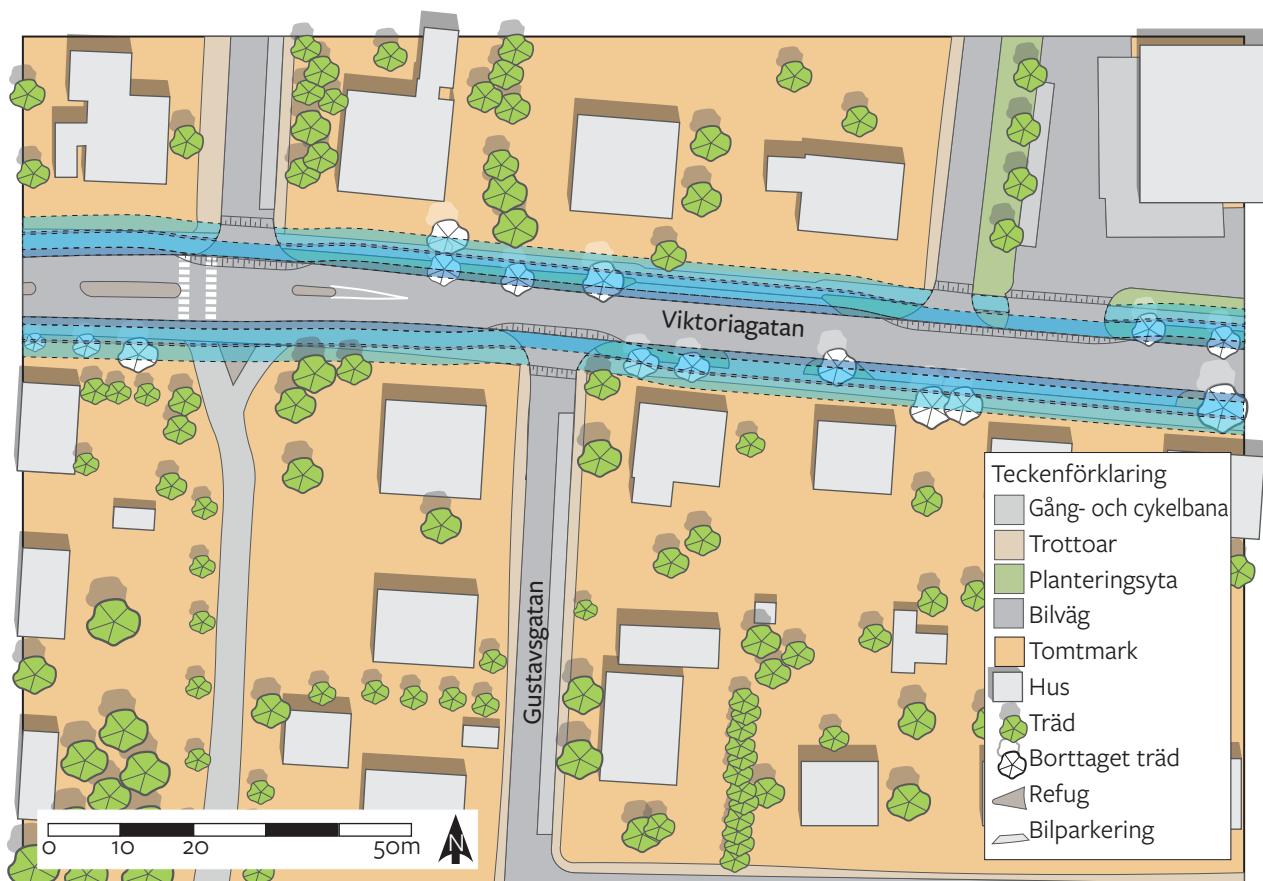 Viktoriagatan
Gustavsgatan
Teckenförklaring
Gång- och cykelbana
Trottoar
Planteringsyta
Bilväg
Tomtmark
Hus
Träd
Borttaget träd
Refug
Bilparkering
0 10 20 50m
N